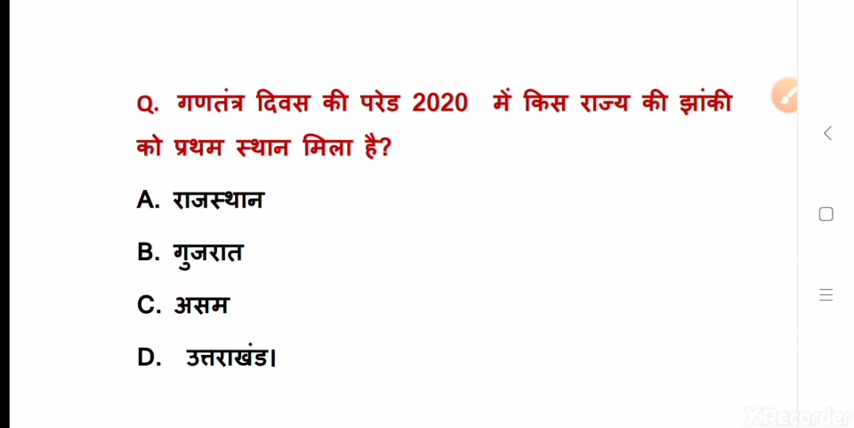 Q. गणतंत्र दिवस की परेड 2020 में किस राज्य की झांकी
को प्रथम स्थान मिला है?
A. राजस्थान
B. गुजरात
C. असम
D. उत्तराखंड।
XRecorder